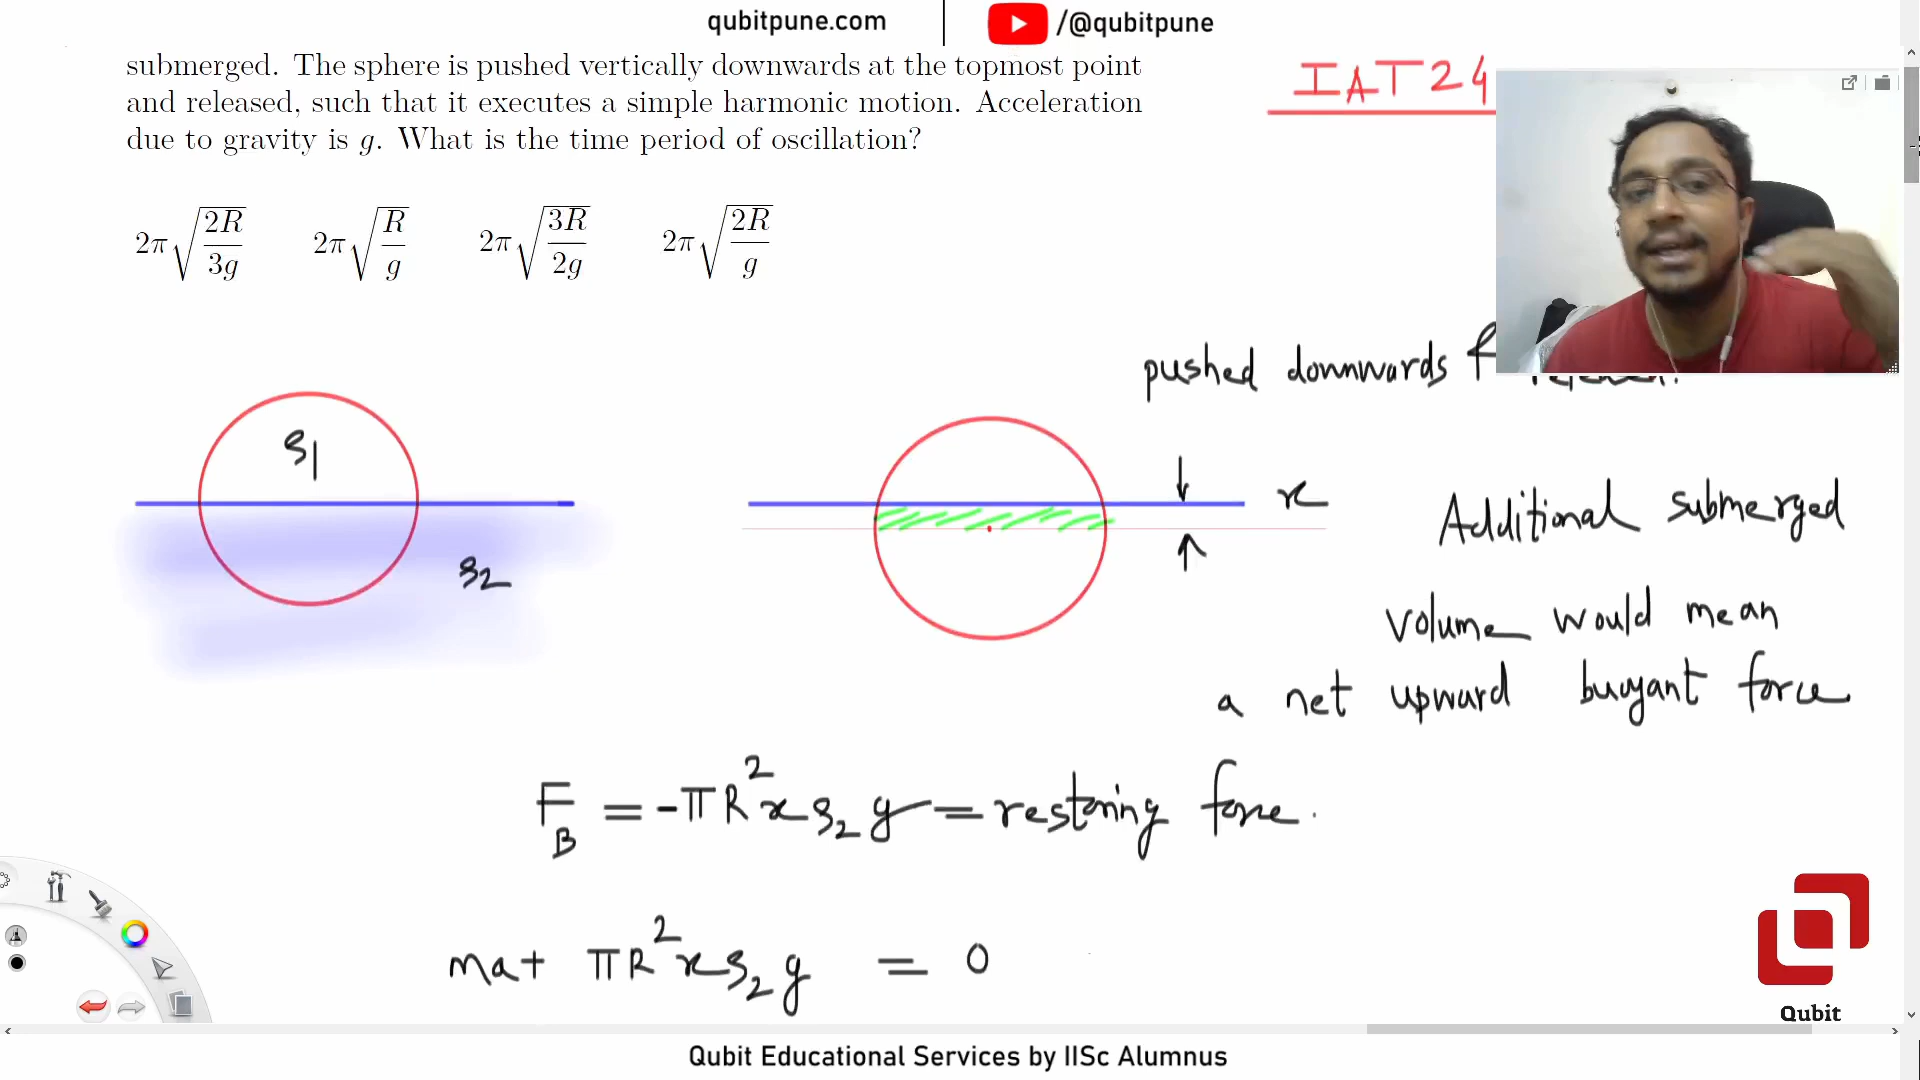 qubitpune.com
/@qubitpune
submerged. The sphere is pushed vertically downwards at the topmost point
and released, such that it executes a simple harmonic motion. Acceleration
due to gravity is g. What is the time period of oscillation?
IAT24
2π√(2R/3g) 2π√(R/g) 2π√(3R/2g) 2π√(2R/g)
pushed downwards
ρ1
x
Additional submerged
ρ2
volume would mean
a net upward buoyant force
F_B = -πR²xρ₂g = restoring force.
ma + πR²xρ₂g = 0
Qubit
Qubit Educational Services by IISc Alumnus